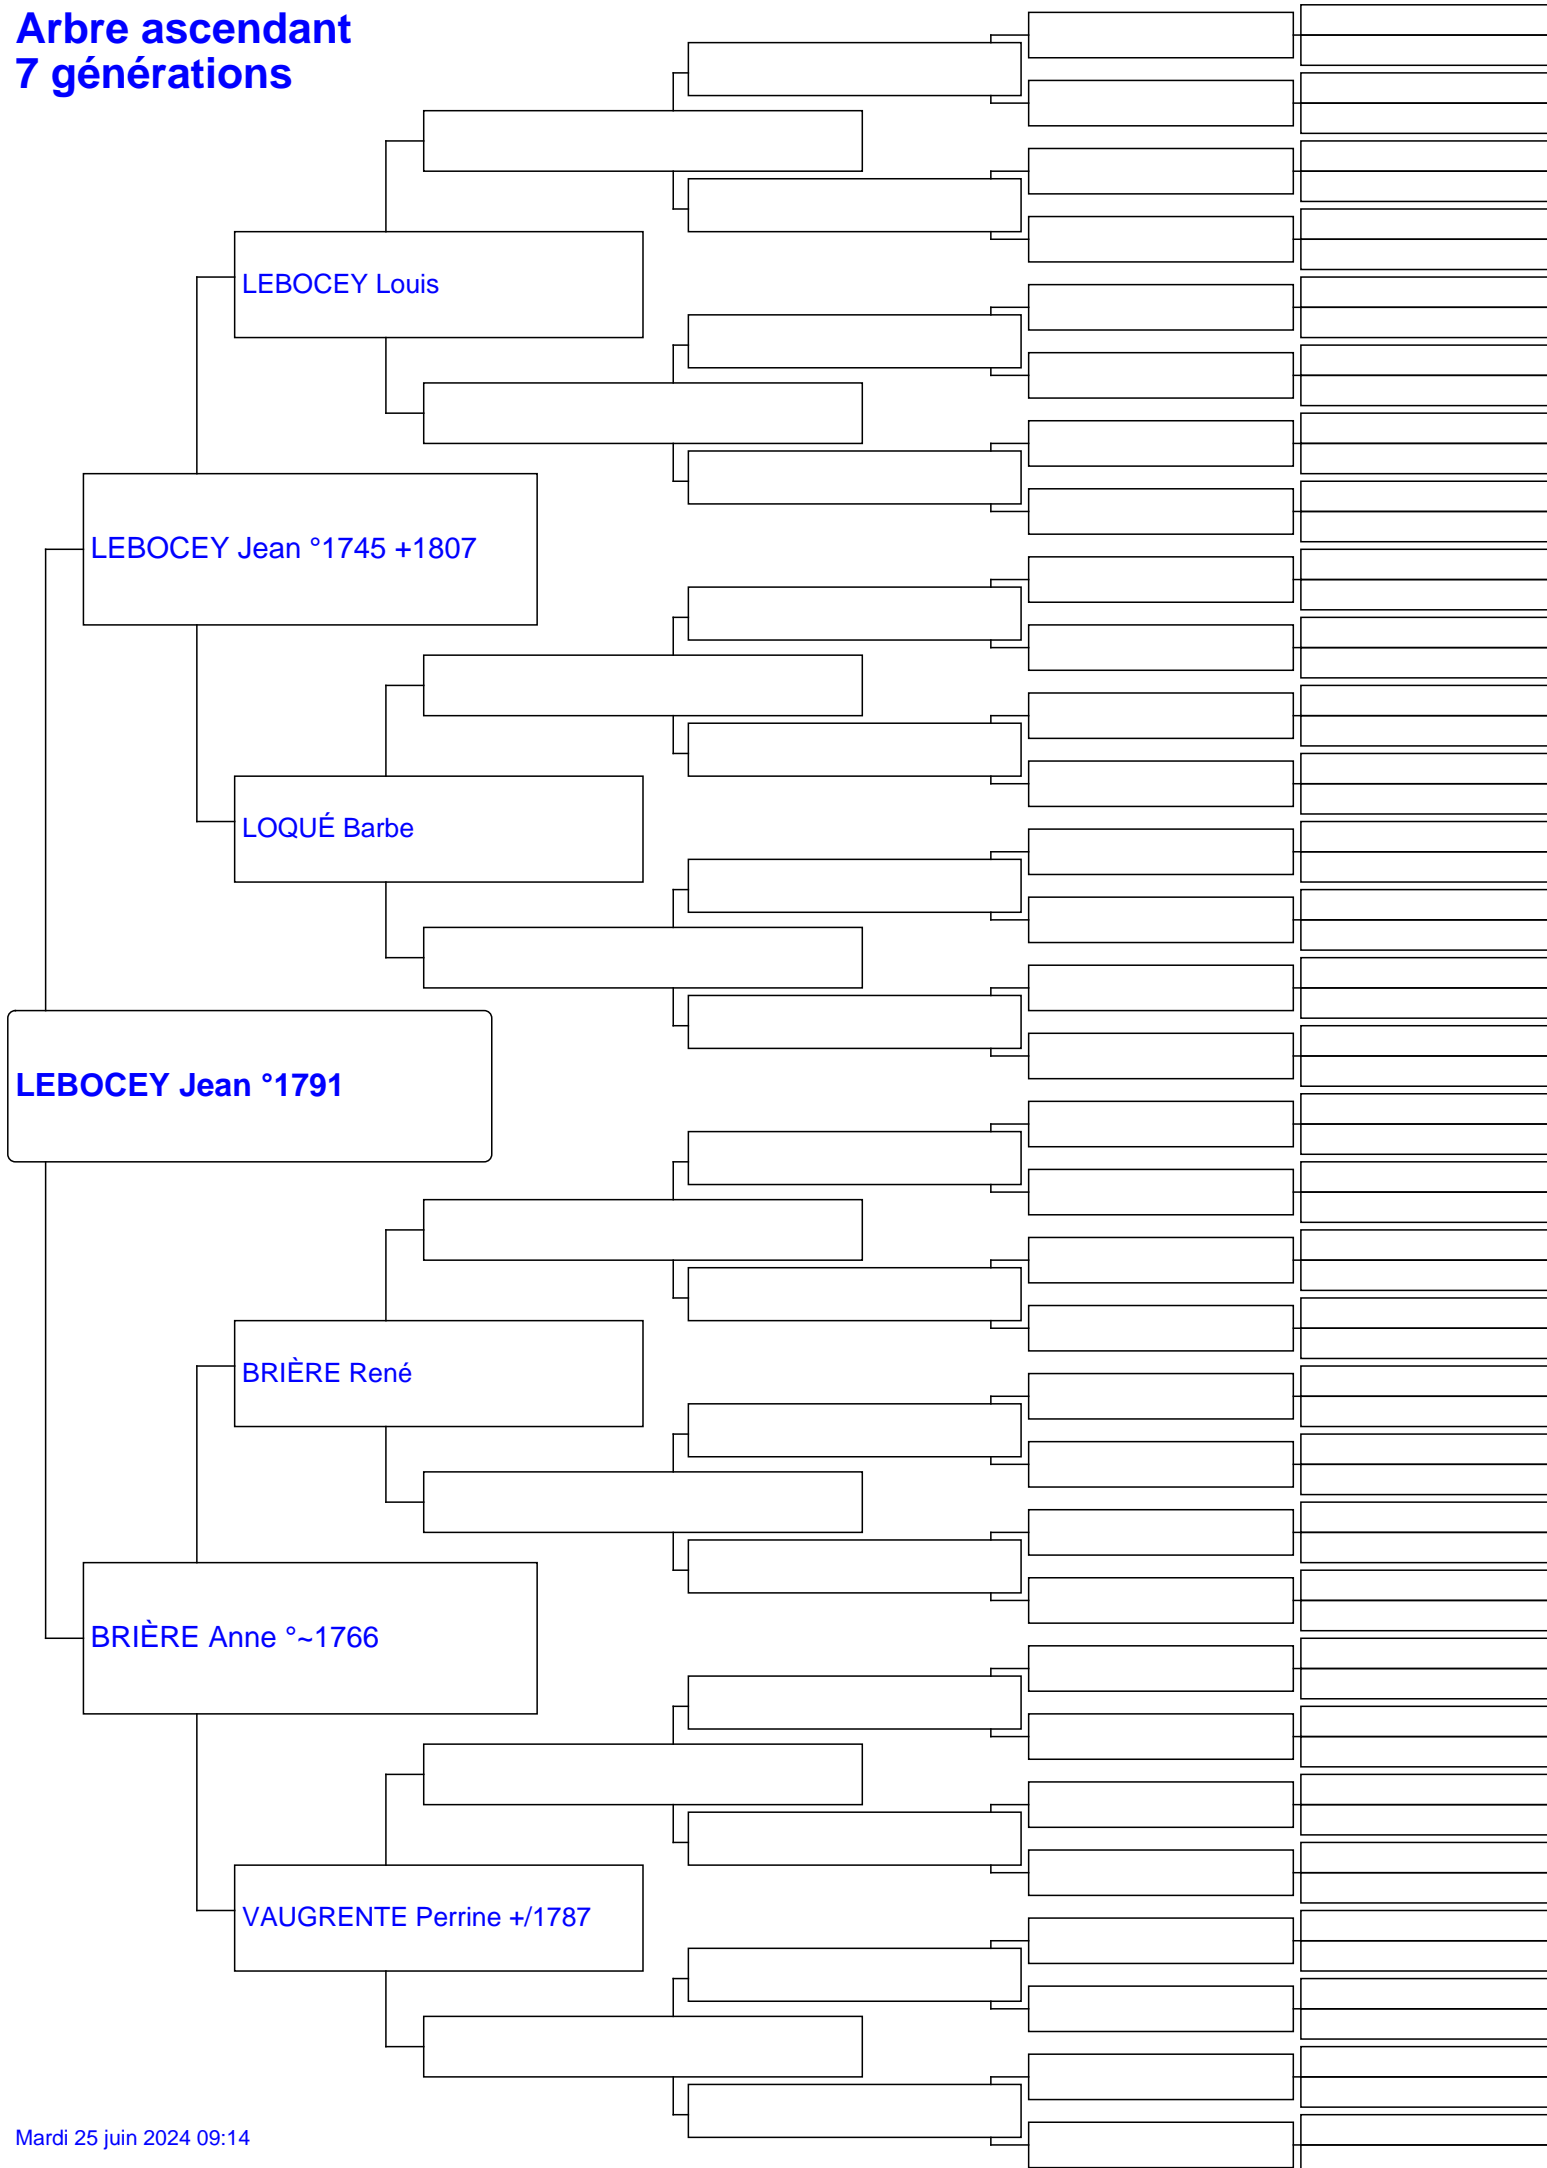 Arbre ascendant
7 générations
LEBOCEY Louis
LEBOCEY Jean °1745 +1807
LOQUÉ Barbe
LEBOCEY Jean °1791
BRIÈRE René
BRIÈRE Anne °~1766
VAUGRENTE Perrine +/1787
Mardi 25 juin 2024 09:14